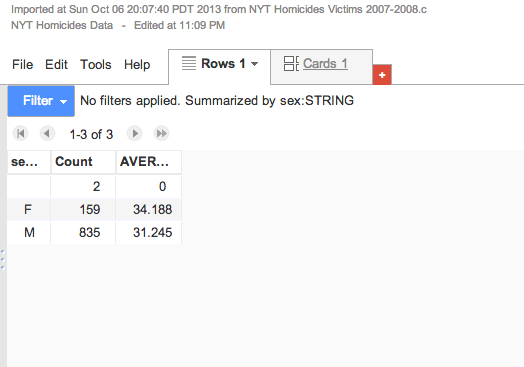 Imported at Sun Oct 06 20:07:40 PDT 2013 from NYT Homicides Victims 2007-2008.c
NYT Homicides Data - Edited at 11:09 PM
File Edit Tools Help Rows 1 Cards 1 +
Filter No filters applied. Summarized by sex:STRING
1-3 of 3
se... Count AVER...
2 0
F 159 34.188
M 835 31.245